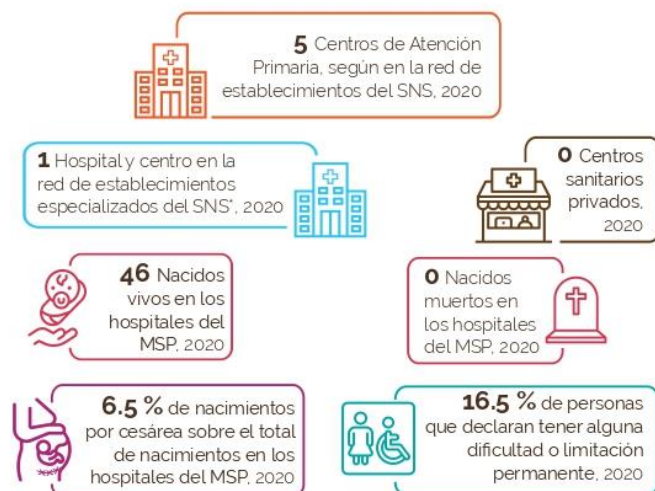 5 Centros de Atención
Primaria, según en la red de
establecimientos del SNS, 2020
1 Hospital y centro en la
red de establecimientos
especializados del SNS*, 2020
0 Centros
sanitarios
privados,
2020
46 Nacidos
vivos en los
hospitales del
MSP, 2020
0 Nacidos
muertos en
los hospitales
del MSP, 2020
6.5 % de nacimientos
por cesárea sobre el total
de nacimientos en los
hospitales del MSP, 2020
16.5 % de personas
que declaran tener alguna
dificultad o limitación
permanente, 2020